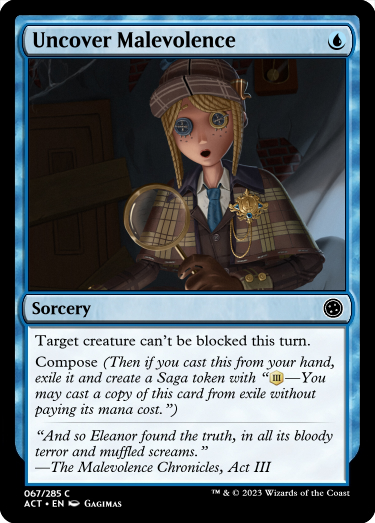 Uncover Malevolence
Sorcery
Target creature can't be blocked this turn.
Compose (Then if you cast this from your hand,
exile it and create a Saga token with “III—You
may cast a copy of this card from exile without
paying its mana cost.”)
“And so Eleanor found the truth, in all its bloody
terror and muffled screams.”
—The Malevolence Chronicles, Act III
067/285 C
ACT • EN Gagimas
™ & © 2023 Wizards of the Coast